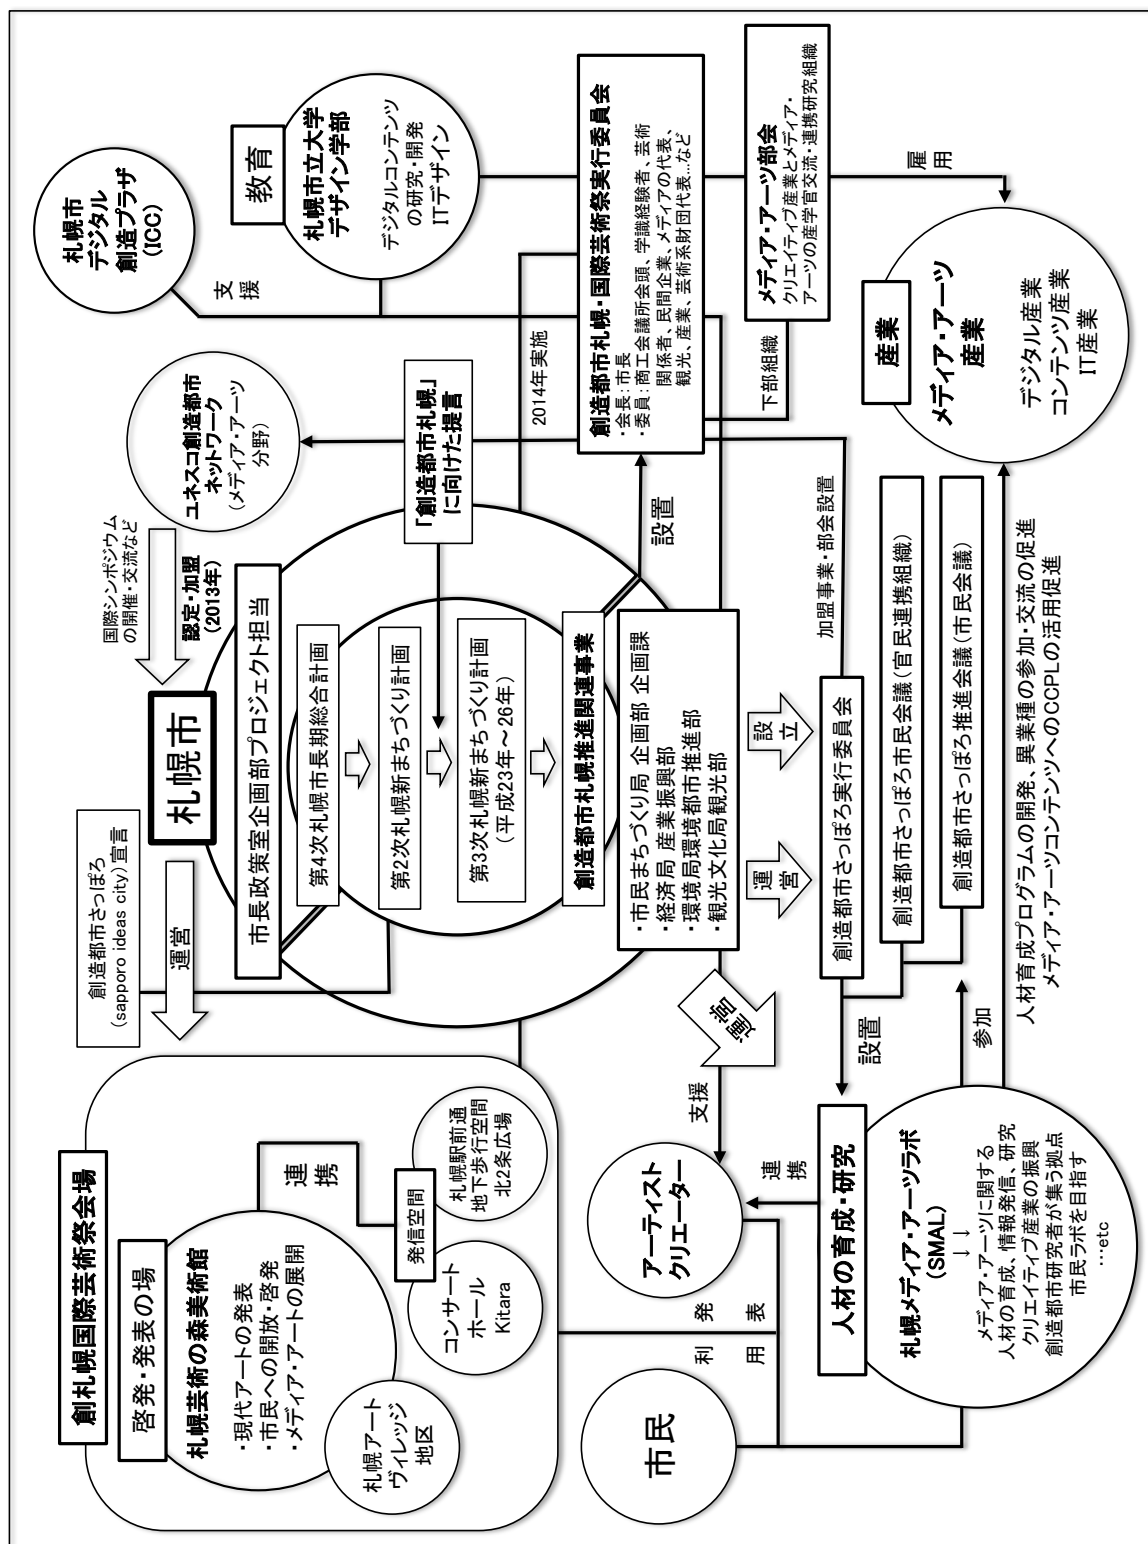 創札幌国際芸術祭会場
啓発・発表の場
札幌芸術の森美術館
・現代アートの発表
・市民への開放・啓発
・メディア・アートの展開
連
携
発信空間
札幌アート
ヴィレッジ
地区
コンサート
ホール
Kitara
札幌駅前通
地下歩行空間
北2条広場
創造都市さっぽろ
(sapporo ideas city)宣言
運営
札幌市
国際シンポジウム
の開催・交流など
認定・加盟
(2013年)
ユネスコ創造都市
ネットワーク
(メディア・アーツ
分野)
札幌市
デジタル
創造プラザ
(ICC)
支
援
教育
札幌市立大学
デザイン学部
デジタルコンテンツ
の研究・開発
ITデザイン
市長政策室企画部プロジェクト担当
第4次札幌市長期総合計画
第2次札幌新まちづくり計画
第3次札幌新まちづくり計画
(平成23年～26年)
創造都市札幌推進関連事業
「創造都市札幌」
に向けた提言
2014年実施
・市民まちづくり局 企画部 企画課
・経済局 産業振興部
・環境局環境都市推進部
・観光文化局観光部
設置
創造都市札幌・国際芸術祭実行委員会
・会長：市長
・委員：商工会議所会頭、学識経験者、芸術
関係者、民間企業、メディアの代表、
観光、産業、芸術系財団代表…など
下部組織
メディア・アーツ部会
クリエイティブ産業とメディア・
アーツの産学官交流・連携研究組織
雇
用
市民
アーティスト
クリエーター
発
表
利
用
支援
連
携
運営
運
営
設
立
加盟事業・部会設置
創造都市さっぽろ実行委員会
創造都市さっぽろ市民会議(官民連携組織)
創造都市さっぽろ推進会議(市民会議)
設置
参加
人材の育成・研究
札幌メディア・アーツラボ
(SMAL)
↓↓
メディア・アーツに関する
人材の育成、情報発信、研究
クリエイティブ産業の振興
創造都市研究者が集う拠点
市民ラボを目指す
…etc
人材育成プログラムの開発、異業種の参加・交流の促進
メディア・アーツコンテンツへのCCPLの活用促進
産業
メディア・アーツ
産業
デジタル産業
コンテンツ産業
IT産業